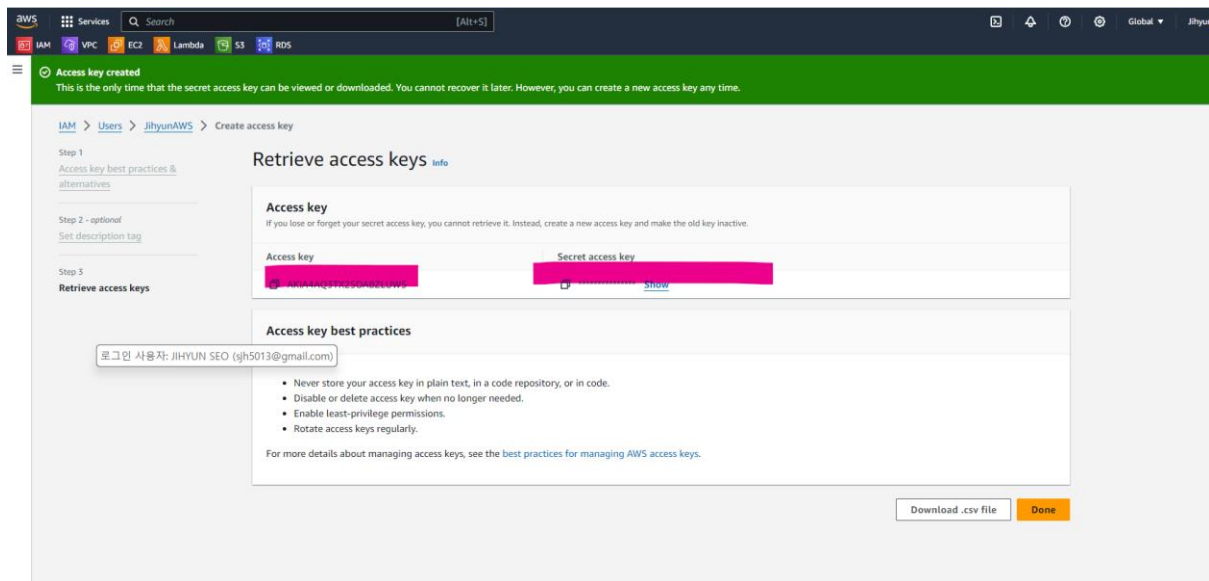 aws Services Search [Alt+S] Global Jihyun
IAM VPC EC2 Lambda S3 RDS
Access key created
This is the only time that the secret access key can be viewed or downloaded. You cannot recover it later. However, you can create a new access key any time.
IAM > Users > JihyunAWS > Create access key
Step 1
Access key best practices &
alternatives
Step 2 - optional
Set description tag
Step 3
Retrieve access keys
Retrieve access keys Info
Access key
If you lose or forget your secret access key, you cannot retrieve it. Instead, create a new access key and make the old key inactive.
Access key Secret access key
*************** Show
Access key best practices
로그인 사용자: JIHYUN SEO (sjh5013@gmail.com)
• Never store your access key in plain text, in a code repository, or in code.
• Disable or delete access key when no longer needed.
• Enable least-privilege permissions.
• Rotate access keys regularly.
For more details about managing access keys, see the best practices for managing AWS access keys.
Download .csv file Done